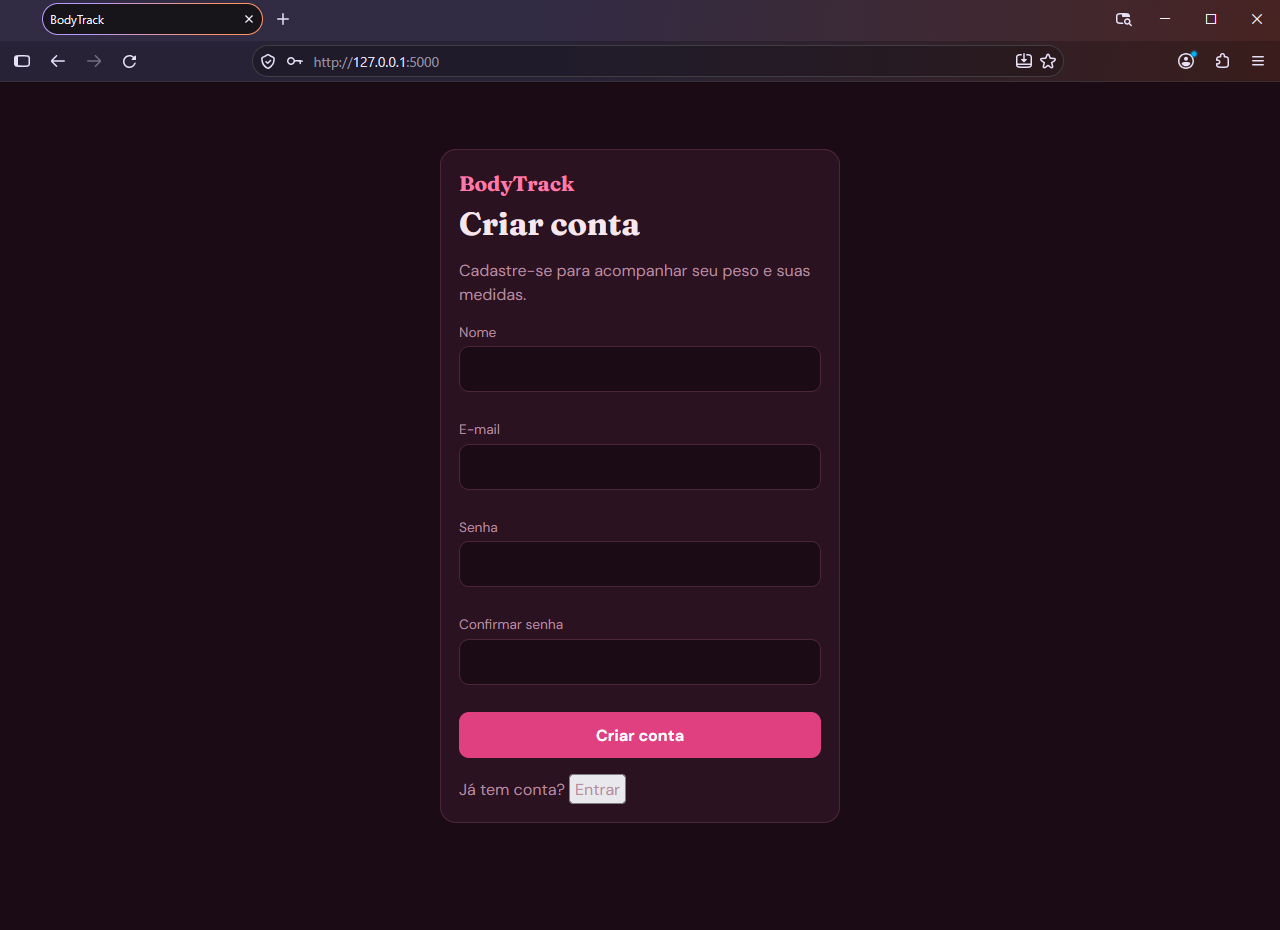 BodyTrack
http://127.0.0.1:5000
BodyTrack
Criar conta
Cadastre-se para acompanhar seu peso e suas
medidas.
Nome
E-mail
Senha
Confirmar senha
Criar conta
Já tem conta? Entrar